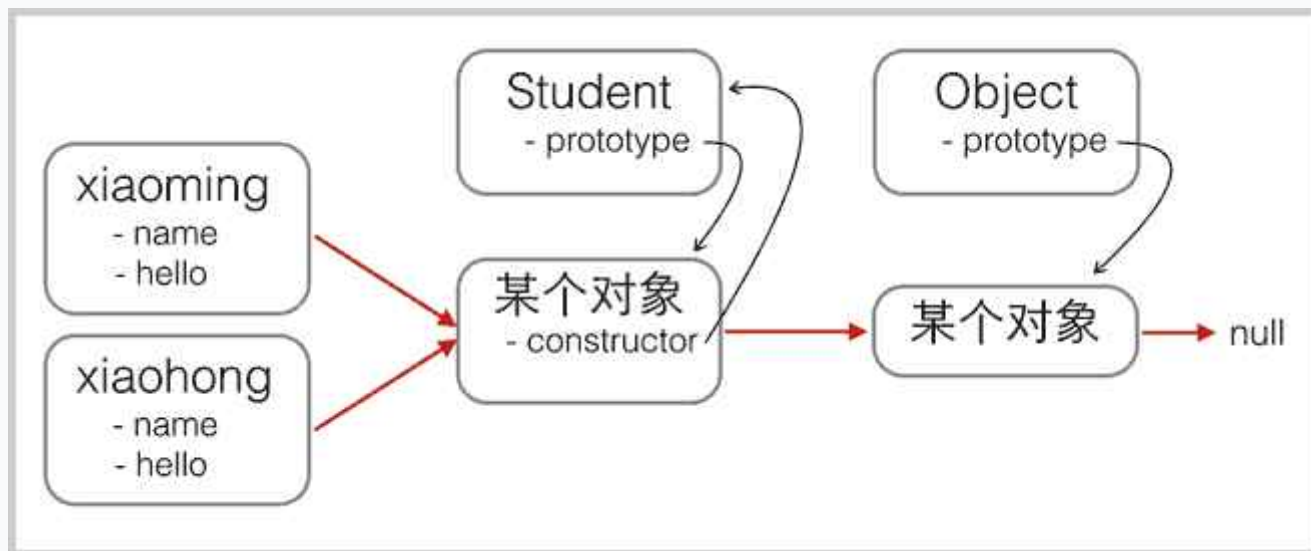 xiaoming
- name
- hello
xiaohong
- name
- hello
Student
- prototype
某个对象
- constructor
Object
- prototype
某个对象
null